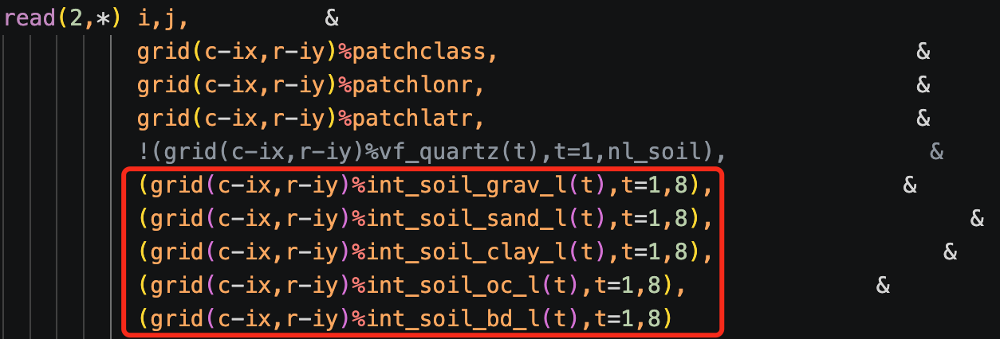 read(2,*) i,j, &
grid(c-ix,r-iy)%patchclass, &
grid(c-ix,r-iy)%patchlonr, &
grid(c-ix,r-iy)%patchlatr, &
!(grid(c-ix,r-iy)%vf_quartz(t),t=1,nl_soil), &
(grid(c-ix,r-iy)%int_soil_grav_l(t),t=1,8), &
(grid(c-ix,r-iy)%int_soil_sand_l(t),t=1,8), &
(grid(c-ix,r-iy)%int_soil_clay_l(t),t=1,8), &
(grid(c-ix,r-iy)%int_soil_oc_l(t),t=1,8), &
(grid(c-ix,r-iy)%int_soil_bd_l(t),t=1,8)